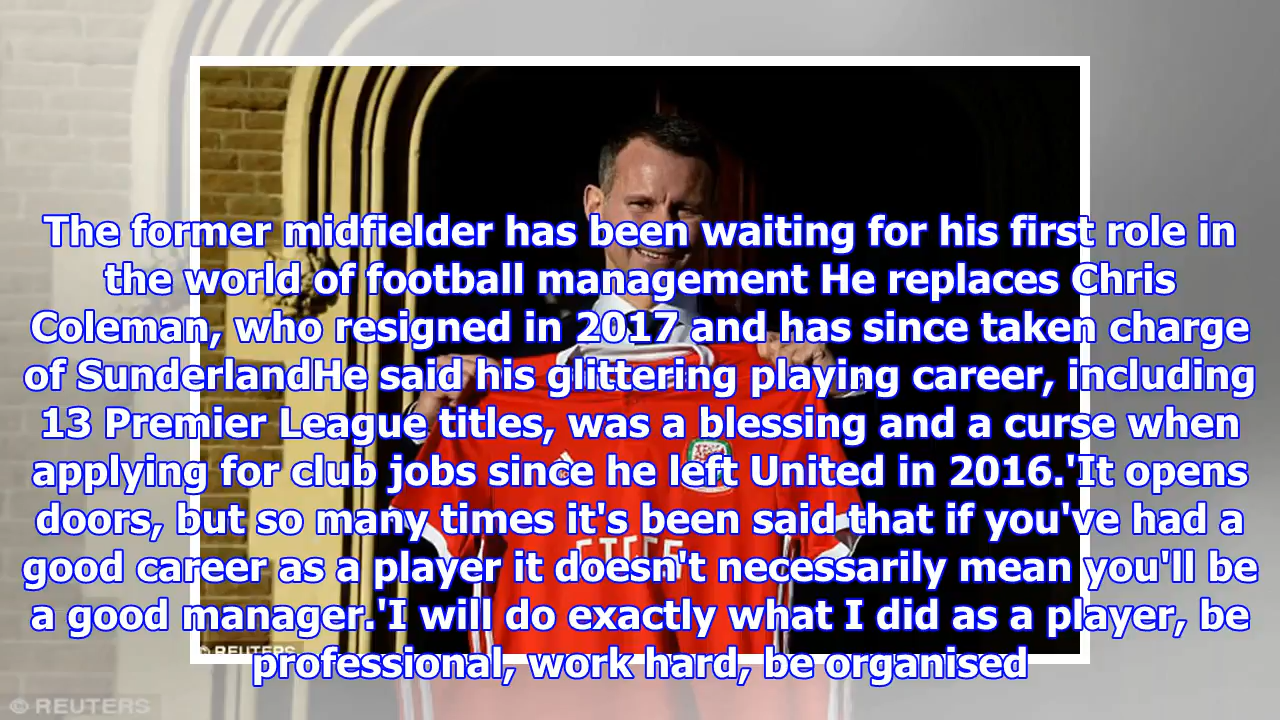 The former midfielder has been waiting for his first role in
the world of football management He replaces Chris
Coleman, who resigned in 2017 and has since taken charge
of SunderlandHe said his glittering playing career, including
13 Premier League titles, was a blessing and a curse when
applying for club jobs since he left United in 2016.'It opens
doors, but so many times it's been said that if you've had a
good career as a player it doesn't necessarily mean you'll be
a good manager.'I will do exactly what I did as a player, be
professional, work hard, be organised
© REUTERS
© REUTERS